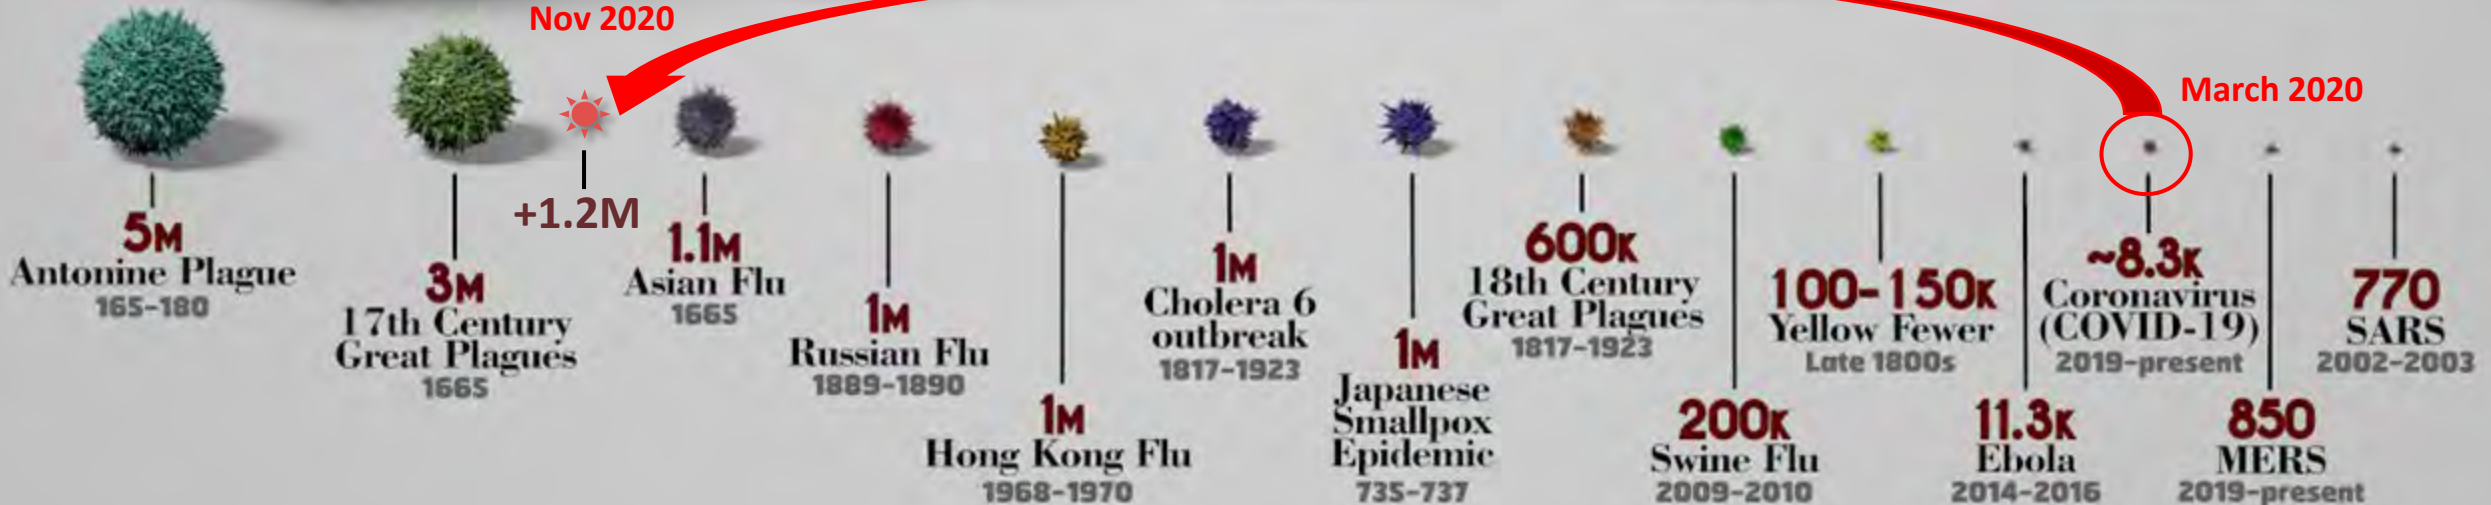 Nov 2020
March 2020
5M
Antonine Plague
165-180
3M
17th Century
Great Plagues
1665
+1.2M
1.1M
Asian Flu
1665
1M
Russian Flu
1889-1890
1M
Hong Kong Flu
1968-1970
1M
Cholera 6
outbreak
1817-1923
1M
Japanese
Smallpox
Epidemic
735-737
600K
18th Century
Great Plagues
1817-1923
200K
Swine Flu
2009-2010
100-150K
Yellow Fewer
Late 1800s
11.3K
Ebola
2014-2016
~8.3K
Coronavirus
(COVID-19)
2019-present
850
MERS
2019-present
770
SARS
2002-2003